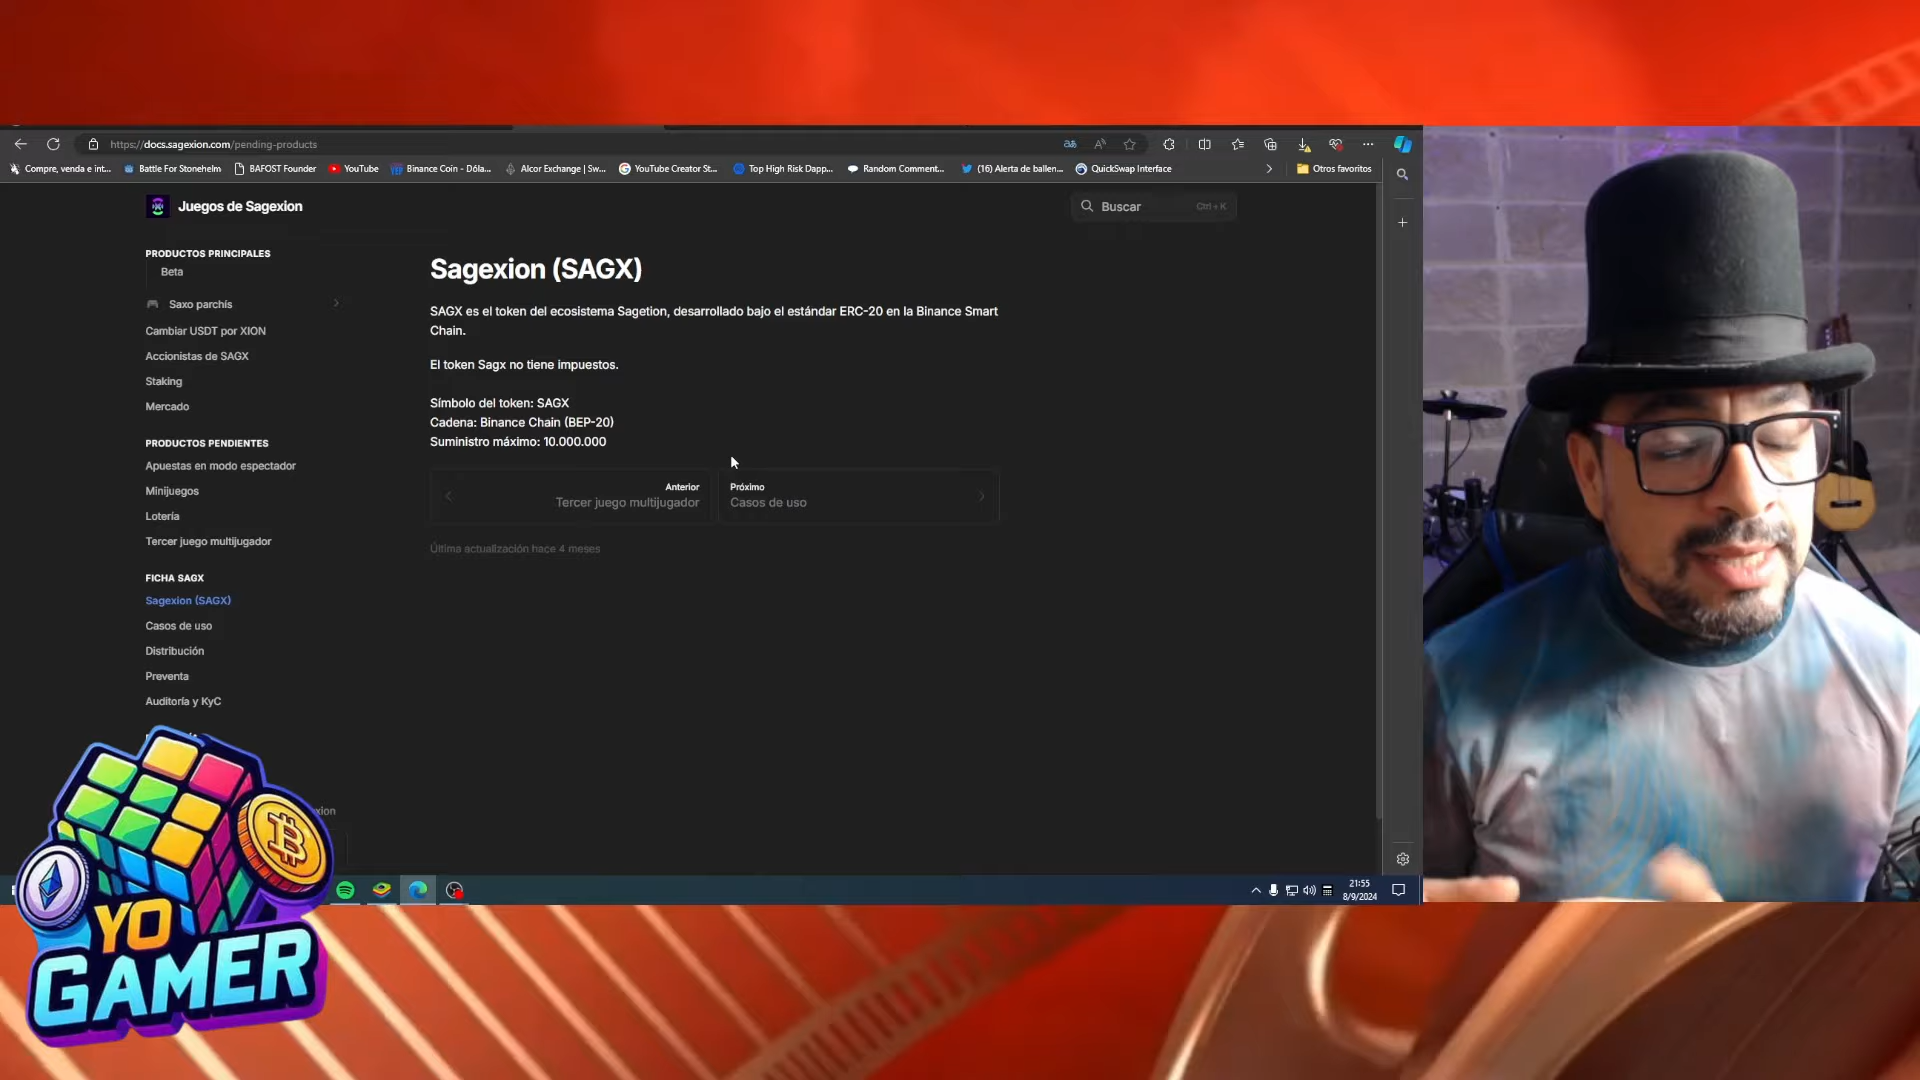 https://docs.sagexion.com/pending-products
Compre, venda e int...
Battle For Stonehelm
BAFOST Founder
YouTube
Binance Coin - Dóla...
Alcor Exchange | Sw...
YouTube Creator St...
Top High Risk Dapp...
Random Comment...
(16) Alerta de ballen...
QuickSwap Interface
Otros favoritos
Juegos de Sagexion
Buscar
Ctrl + K
PRODUCTOS PRINCIPALES
Beta
Saxo parchís
Cambiar USDT por XION
Accionistas de SAGX
Staking
Mercado
PRODUCTOS PENDIENTES
Apuestas en modo espectador
Minijuegos
Lotería
Tercer juego multijugador
FICHA SAGX
Sagexion (SAGX)
Casos de uso
Distribución
Preventa
Auditoría y KyC
Sagexion (SAGX)
SAGX es el token del ecosistema Sagetion, desarrollado bajo el estándar ERC-20 en la Binance Smart
Chain.
El token Sagx no tiene impuestos.
Símbolo del token: SAGX
Cadena: Binance Chain (BEP-20)
Suministro máximo: 10.000.000
Anterior
Tercer juego multijugador
Próximo
Casos de uso
Última actualización hace 4 meses
xion
YO
GAMER
21:55
8/9/2024